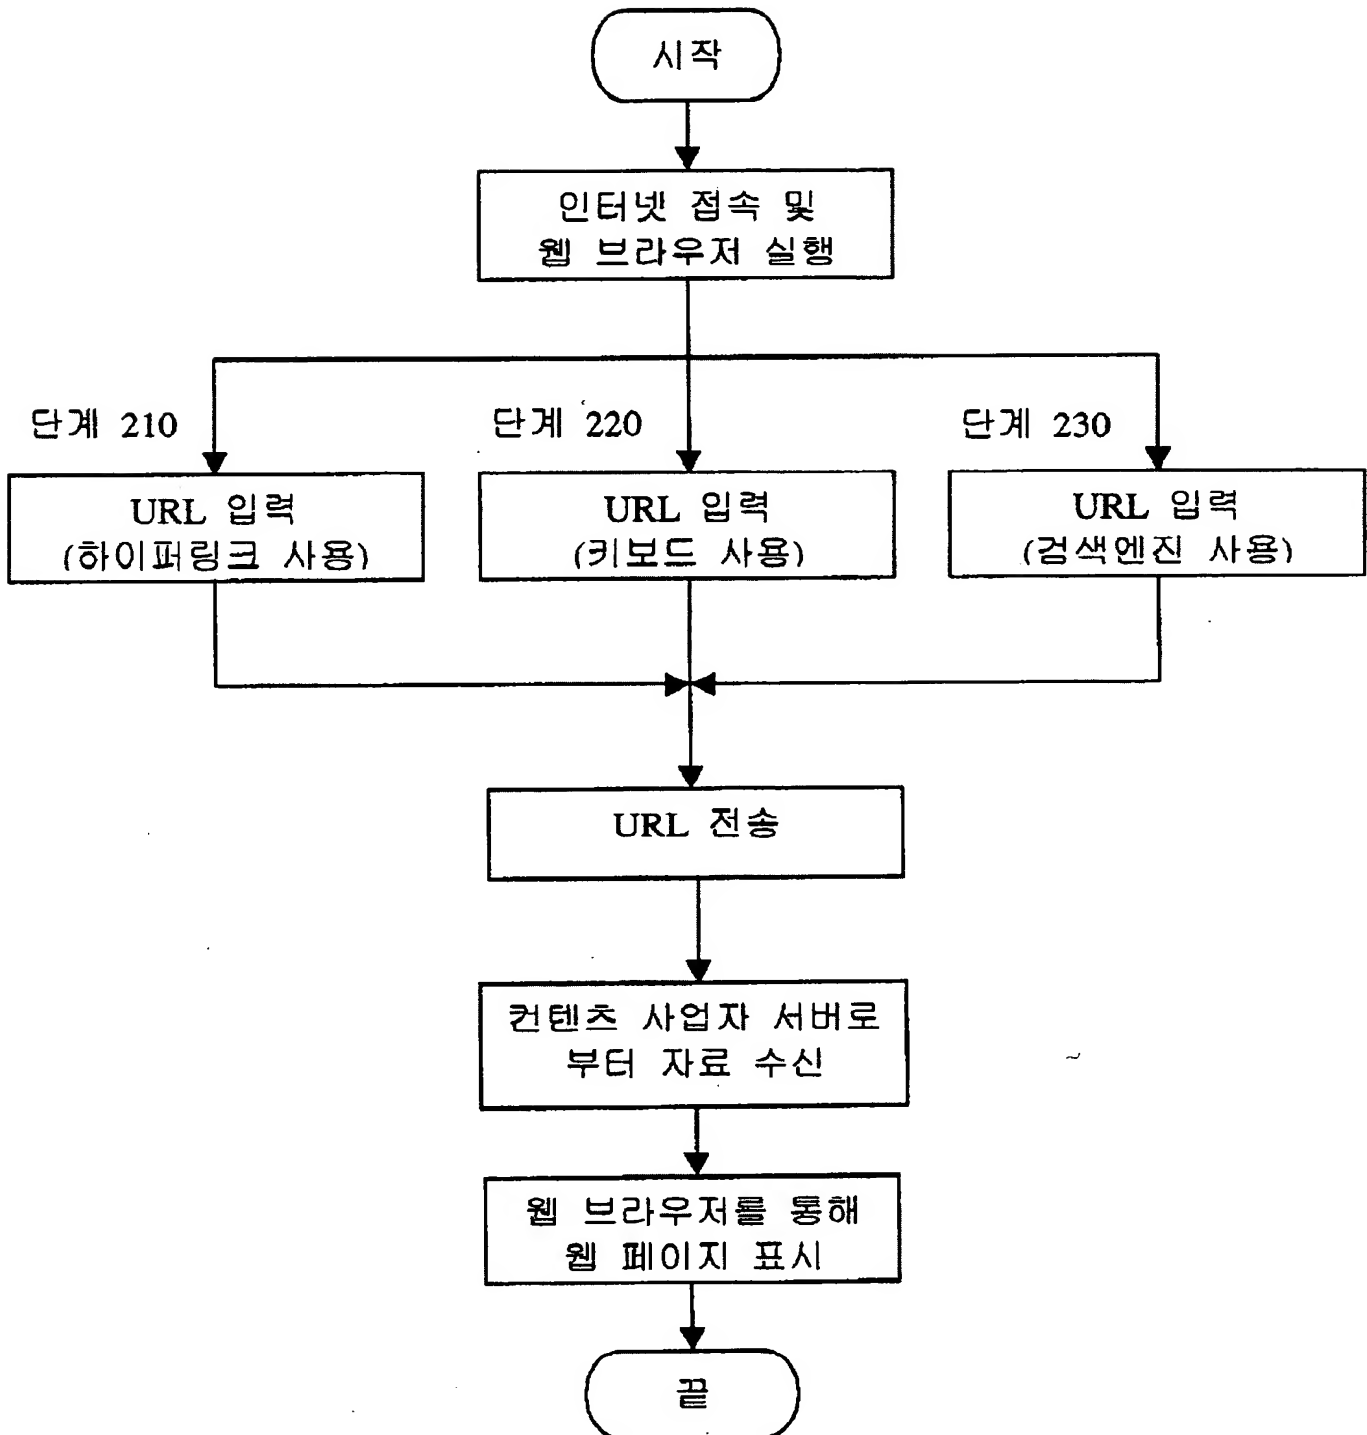 시작
인터넷 접속 및
웹 브라우저 실행
단계 210
단계 220
단계 230
URL 입력
(하이퍼링크 사용)
URL 입력
(키보드 사용)
URL 입력
(검색엔진 사용)
URL 전송
컨텐츠 사업자 서버로
부터 자료 수신
웹 브라우저를 통해
웹 페이지 표시
끝